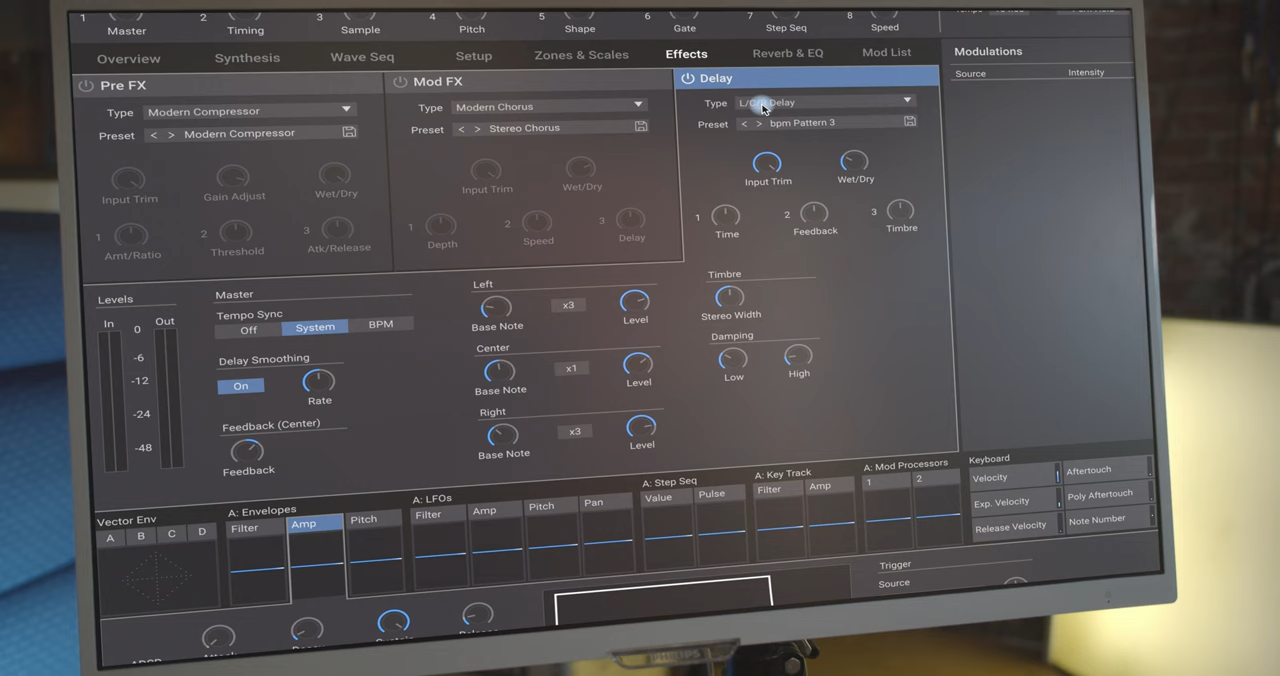 1 Master 2 Timing 3 Sample 4 Pitch 5 Shape 6 Gate 7 Step Seq 8 Speed
Overview Synthesis Wave Seq Setup Zones & Scales Effects Reverb & EQ Mod List
Modulations
Source Intensity
Pre FX
Type Modern Compressor
Preset < > Modern Compressor
Input Trim Gain Adjust Wet/Dry
1 2 3
Amt/Ratio Threshold Atk/Release
Mod FX
Type Modern Chorus
Preset < > Stereo Chorus
Input Trim Wet/Dry
1 2 3
Depth Speed Delay
Delay
Type L/C/R Delay
Preset < > bpm Pattern 3
Input Trim Wet/Dry
1 2 3
Time Feedback Timbre
Levels
In Out
0
-6
-12
-24
-48
Master
Tempo Sync
Off System BPM
Delay Smoothing
On
Rate
Feedback (Center)
Feedback
Left
x3
Base Note Level
Center
x1
Base Note Level
Right
x3
Base Note Level
Timbre
Stereo Width
Damping
Low High
Vector Env
A B C D
A: Envelopes
Filter Amp Pitch
A: LFOs
Filter Amp Pitch Pan
A: Step Seq
Value Pulse
A: Key Track
Filter Amp
A: Mod Processors
1 2
Keyboard
Velocity Aftertouch
Exp. Velocity Poly Aftertouch
Release Velocity Note Number
Trigger
Source
PHILIPS